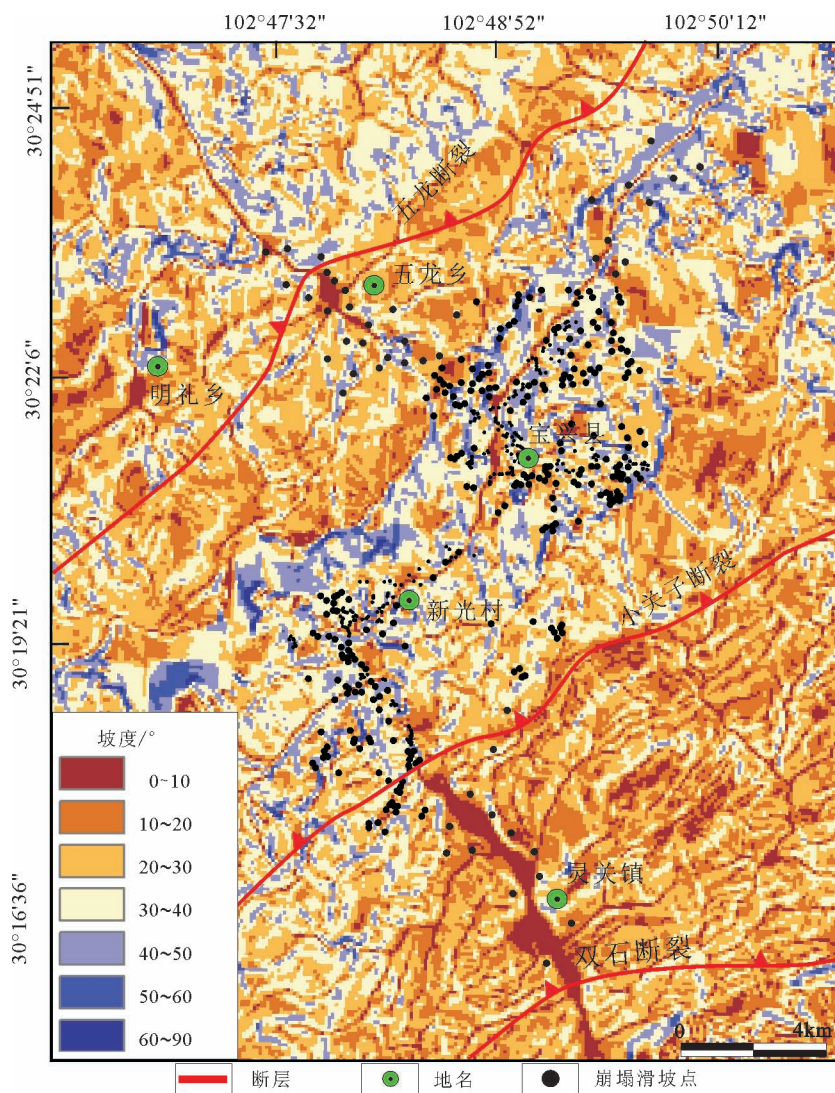 102°47'32"
102°48'52"
102°50'12"
30°24'51"
五龙断裂
五龙乡
30°22'6"
明礼乡
宝兴县
小关子断裂
新光村
30°19'21"
坡度/°
0~10
10~20
20~30
30~40
40~50
50~60
60~90
灵关镇
30°16'36"
双石断裂
0 4km
断层 地名 崩塌滑坡点